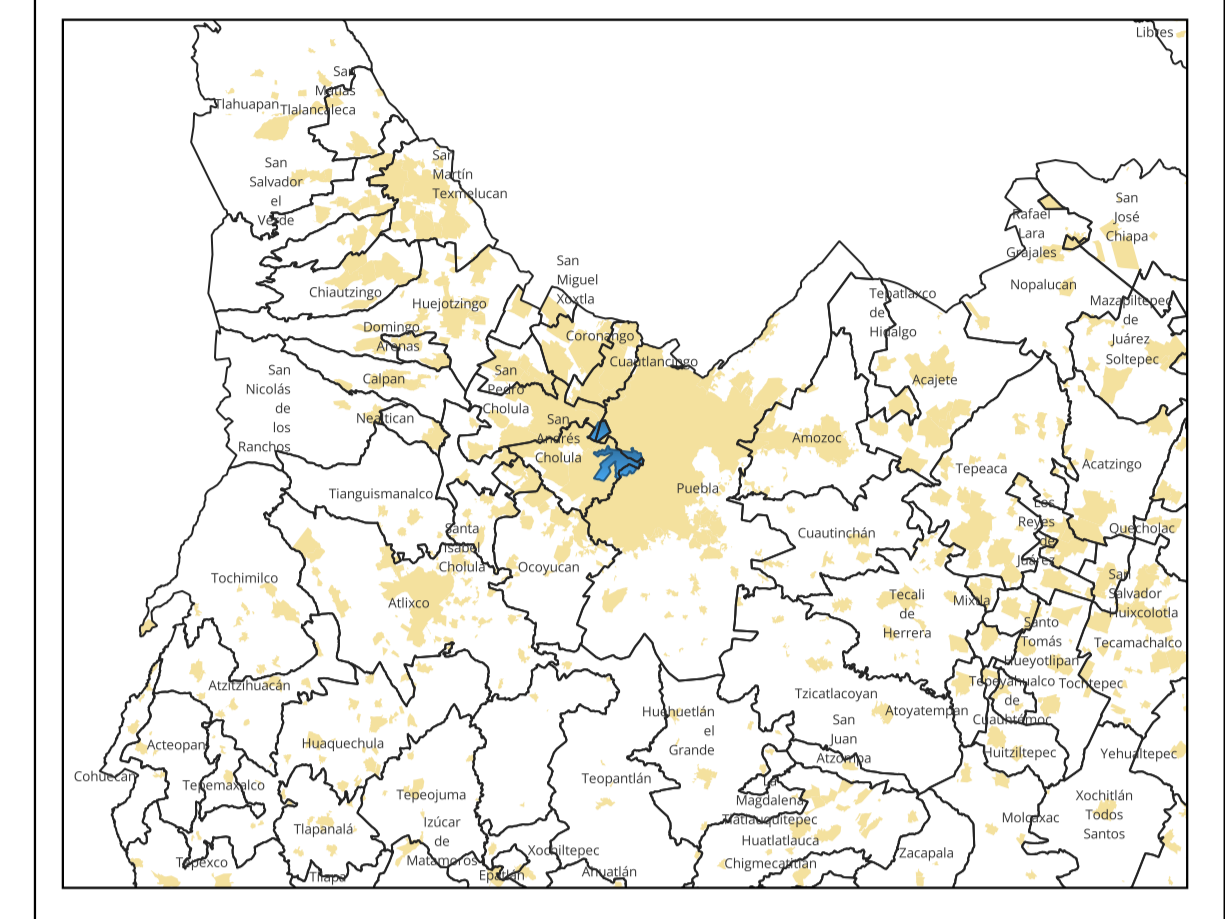 Libres
San
Matías
Tlalancaleca
Tlahuapan
San
Martín
Texmelucan
San
Salvador
el
Verde
San
José
Chiapa
Rafael
Lara
Grajales
San
Miguel
Xoxtla
Nopalucan
Chiautzingo
Huejotzingo
Tepatlaxco
de
Hidalgo
Mazapiltepec
de
Juárez
Soltepec
Domingo
Arenas
Coronango
Cuautlancingo
San
Nicolás
de
los
Ranchos
Calpan
San
Pedro
Cholula
Acajete
Nealtican
San
Andrés
Cholula
Amozoc
Tepeaca
Acatzingo
Tianguismanalco
Puebla
Los
Reyes
de
Juárez
Quecholac
Santa
Isabel
Cholula
Cuautinchán
Ocoyucan
Tochimilco
San
Salvador
Huixcolotla
Atlixco
Tecali
de
Herrera
Mixtla
Santo
Tomás
Hueyotlipan
Tecamachalco
Atzitzihuacán
Tepeyahualco
de
Cuauhtémoc
Tochtepec
Tzicatlacoyan
Atoyatempan
Huehuetlán
el
Grande
San
Juan
Atzompa
Acteopan
Huaquechula
Huitziltepec
Yehualtepec
Cohuecan
Tepemaxalco
Teopantlán
La
Magdalena
Tlatlauquitepec
Tepeojuma
Xochitlán
Todos
Santos
Molcaxac
Tlapanalá
Izúcar
de
Matamoros
Huatlatlauca
Xochiltepec
Zacapala
Tepexco
Chigmecatitlán
Tilapa
Epatlán
Ahuatlán